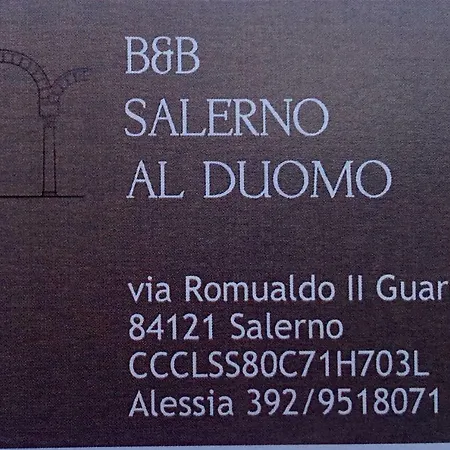 B&B
SALERNO
AL DUOMO
via Romualdo II Guar
84121 Salerno
CCCLSS80C71H703L
Alessia 392/9518071